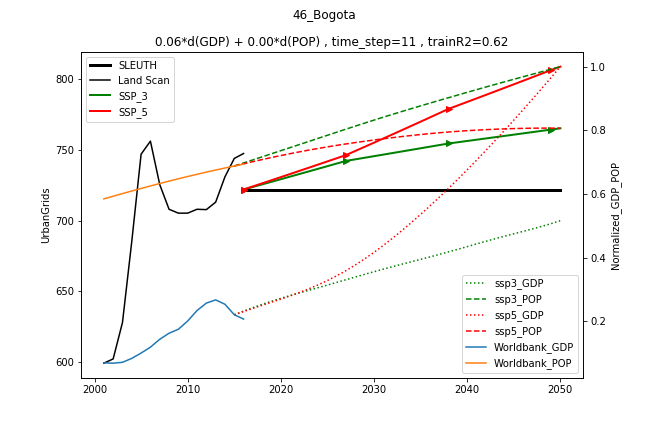 46_Bogota
0.06*d(GDP) + 0.00*d(POP) , time_step=11 , trainR2=0.62
SLEUTH
Land Scan
SSP_3
SSP_5
800
750
700
650
600
UrbanGrids
1.0
0.8
0.6
0.4
0.2
Normalized_GDP_POP
ssp3_GDP
ssp3_POP
ssp5_GDP
ssp5_POP
Worldbank_GDP
Worldbank_POP
2000
2010
2020
2030
2040
2050